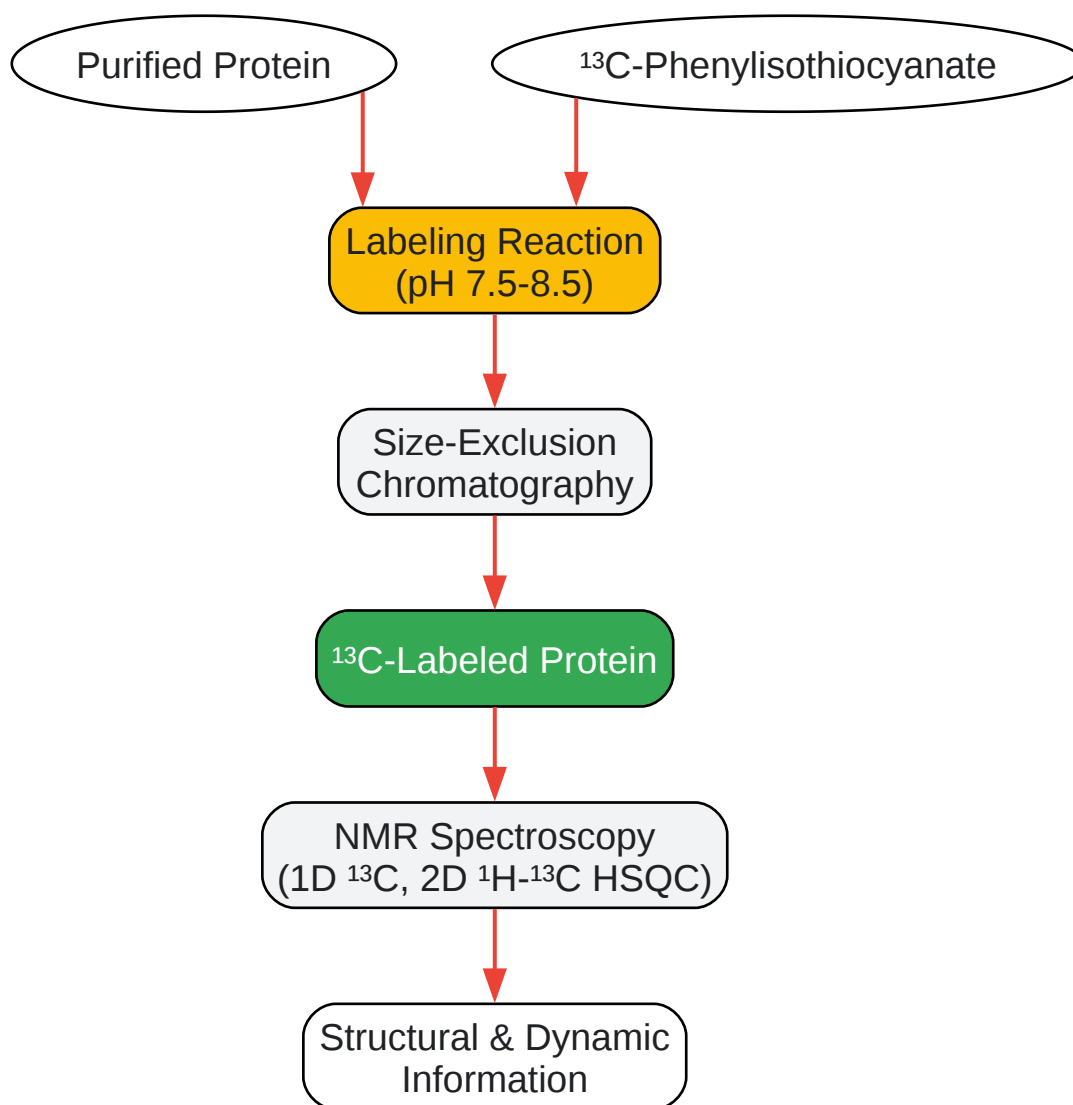 Purified Protein
¹³C-Phenylisothiocyanate
Labeling Reaction
(pH 7.5-8.5)
Size-Exclusion
Chromatography
¹³C-Labeled Protein
NMR Spectroscopy
(1D ¹³C, 2D ¹H-¹³C HSQC)
Structural & Dynamic
Information